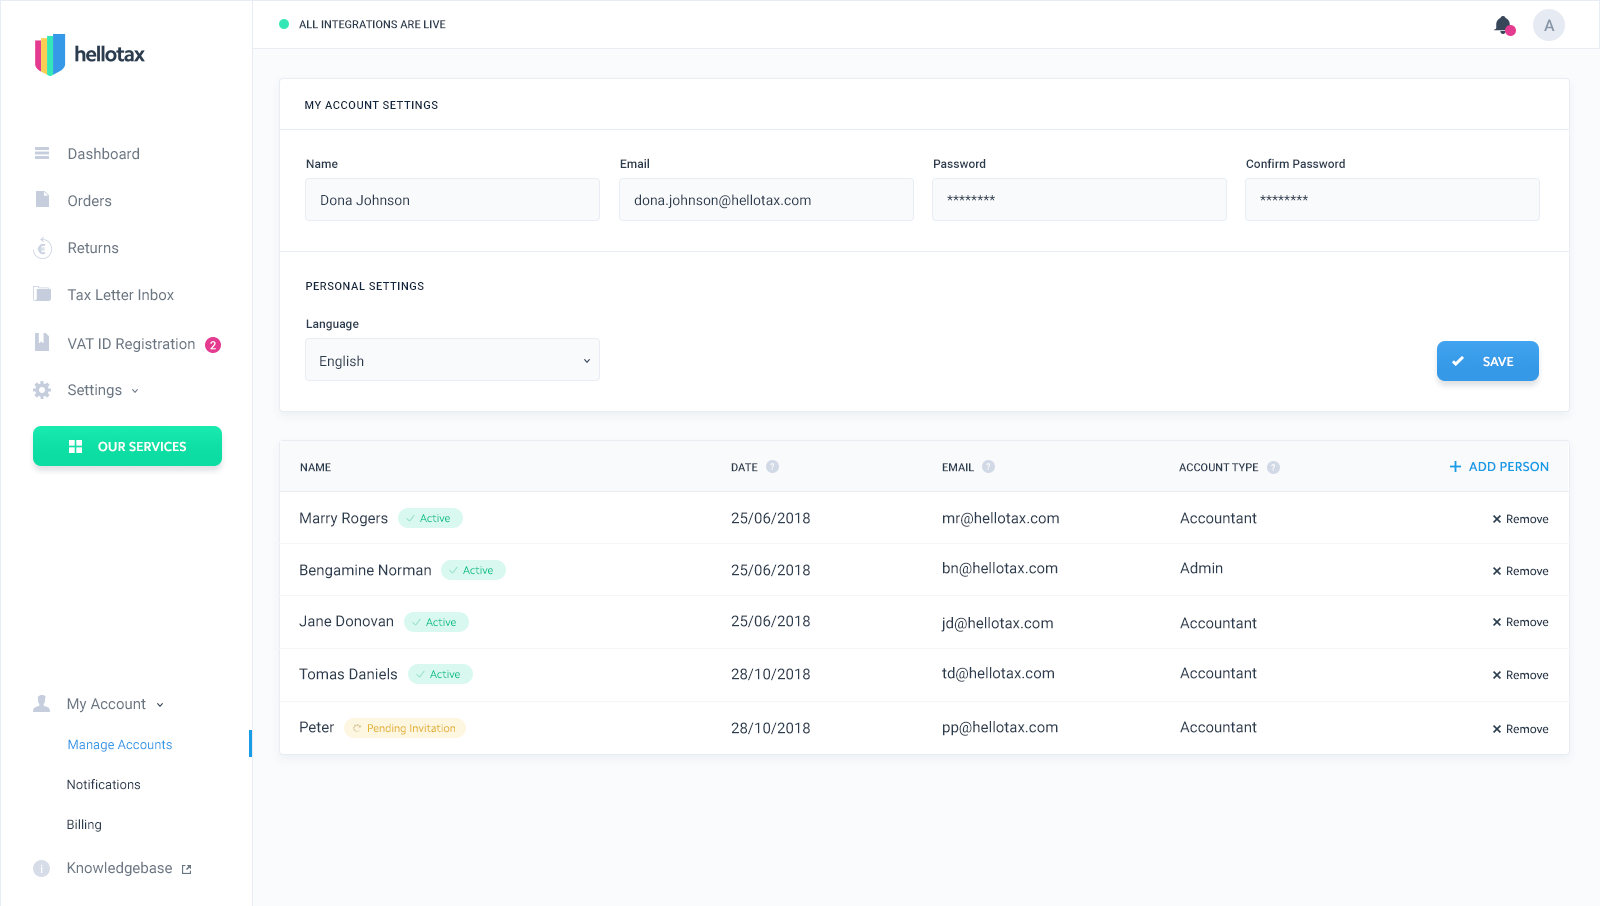 hellotax
ALL INTEGRATIONS ARE LIVE
A
Dashboard
Orders
Returns
Tax Letter Inbox
VAT ID Registration 2
Settings
OUR SERVICES
My Account
Manage Accounts
Notifications
Billing
Knowledgebase
MY ACCOUNT SETTINGS
Name Email Password Confirm Password
Dona Johnson dona.johnson@hellotax.com ******** ********
PERSONAL SETTINGS
Language
English
SAVE
NAME DATE ? EMAIL ? ACCOUNT TYPE ? + ADD PERSON
Marry Rogers Active 25/06/2018 mr@hellotax.com Accountant Remove
Bengamine Norman Active 25/06/2018 bn@hellotax.com Admin Remove
Jane Donovan Active 25/06/2018 jd@hellotax.com Accountant Remove
Tomas Daniels Active 28/10/2018 td@hellotax.com Accountant Remove
Peter Pending Invitation 28/10/2018 pp@hellotax.com Accountant Remove